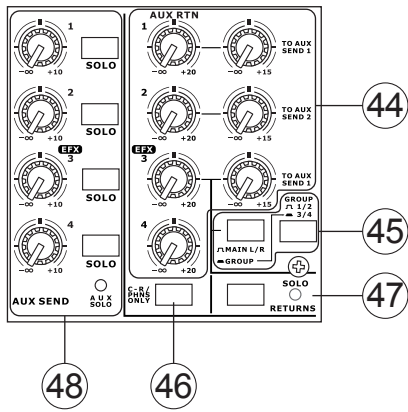 AUX RTN
1
SOLO
-∞ +10
1
-∞ +20
-∞ +15
TO AUX
SEND 1
2
SOLO
-∞ +10
2
-∞ +20
-∞ +15
TO AUX
SEND 2
EFX
3
SOLO
-∞ +10
EFX
3
-∞ +20
-∞ +15
TO AUX
SEND 1
4
SOLO
-∞ +10
4
-∞ +20
GROUP
1/2
3/4
MAIN L/R
GROUP
AUX SEND
AUX
SOLO
C-R/
PHNS
ONLY
SOLO
RETURNS
44
45
47
48
46